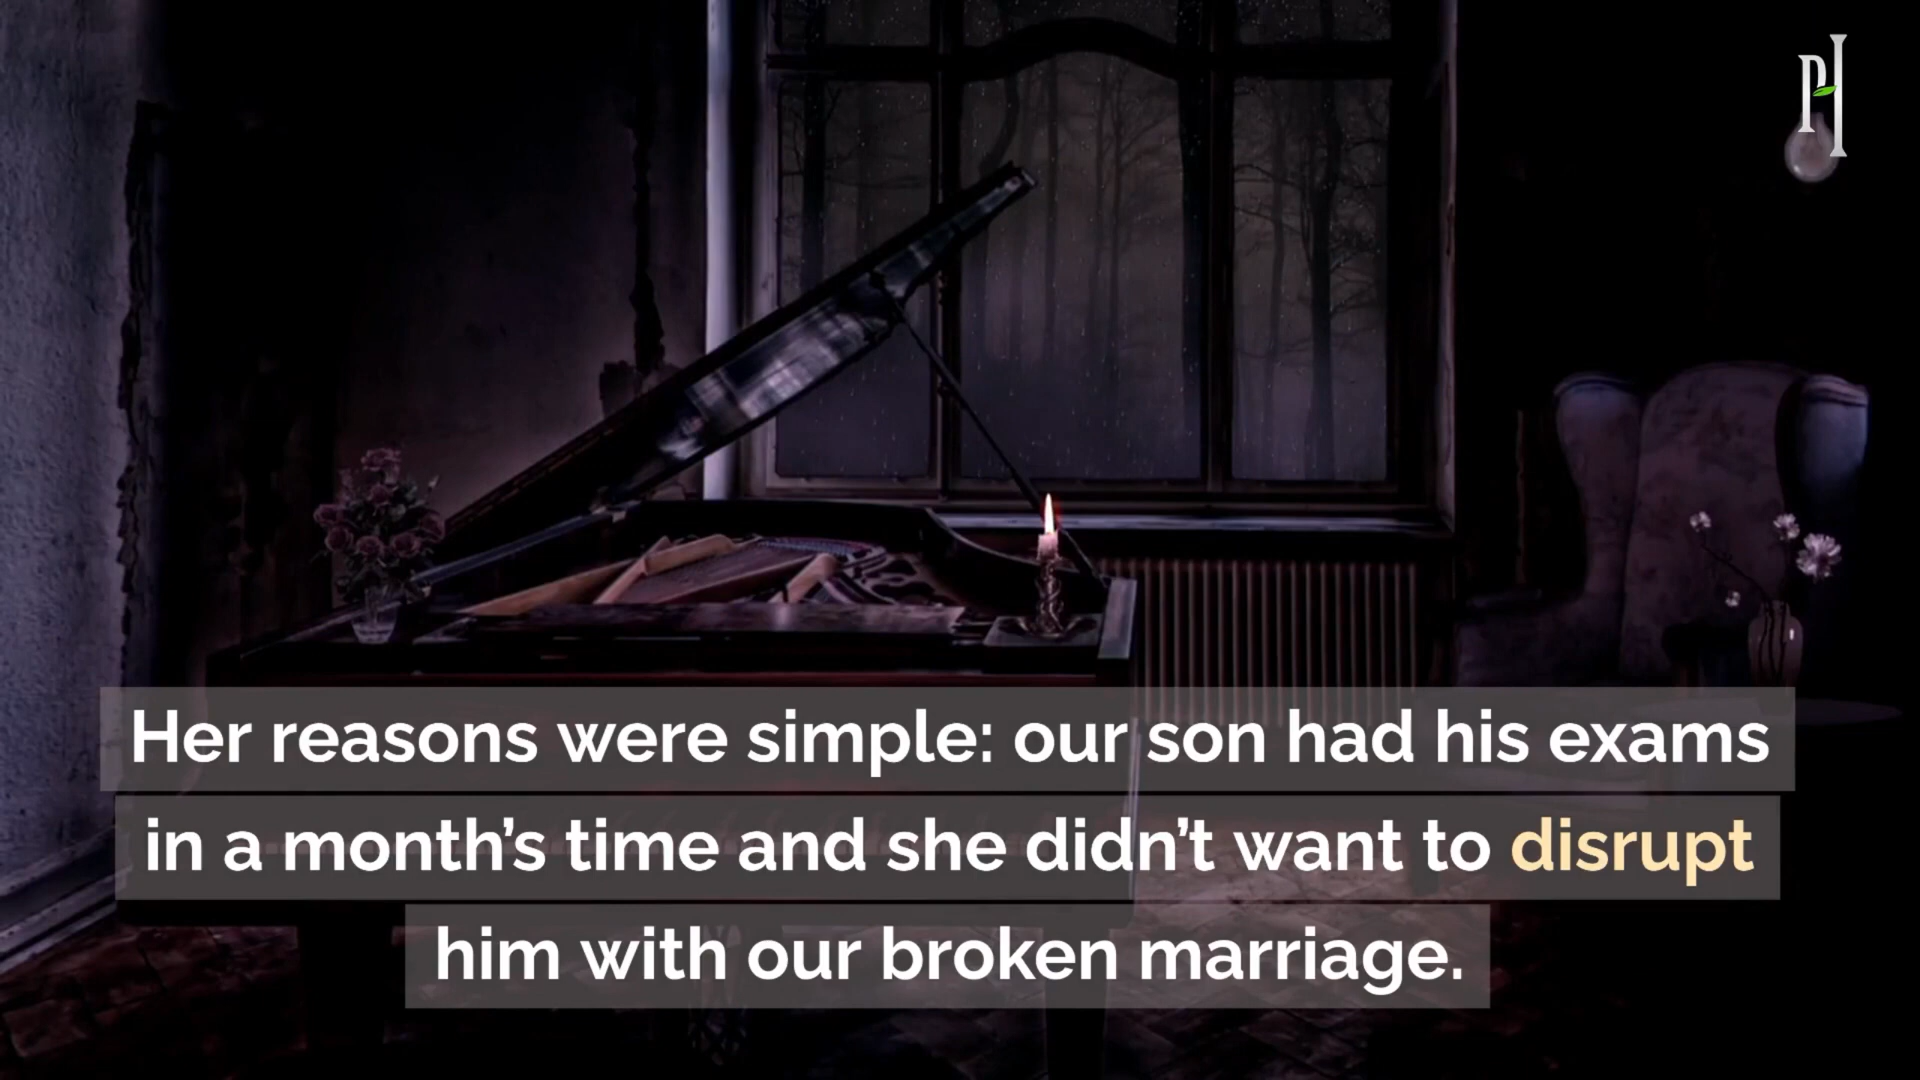 PI
Her reasons were simple: our son had his exams
in a month’s time and she didn’t want to disrupt
him with our broken marriage.